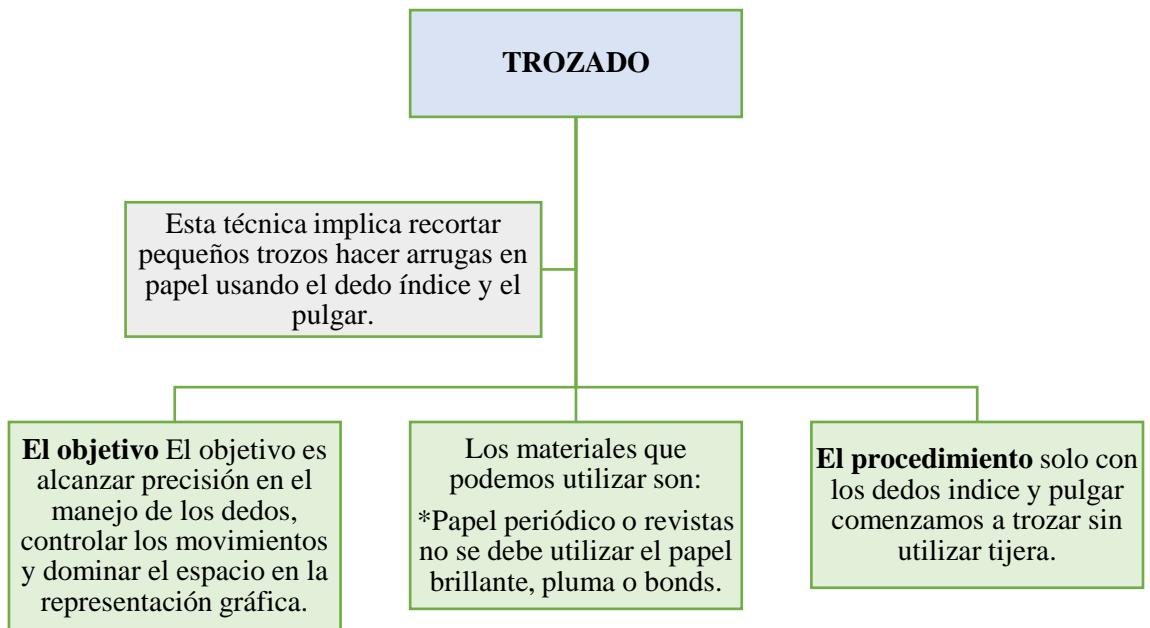 TROZADO
Esta técnica implica recortar
pequeños trozos hacer arrugas en
papel usando el dedo índice y el
pulgar.
El objetivo El objetivo es
alcanzar precisión en el
manejo de los dedos,
controlar los movimientos
y dominar el espacio en la
representación gráfica.
Los materiales que
podemos utilizar son:
*Papel periódico o revistas
no se debe utilizar el papel
brillante, pluma o bonds.
El procedimiento solo con
los dedos indice y pulgar
comenzamos a trozar sin
utilizar tijera.